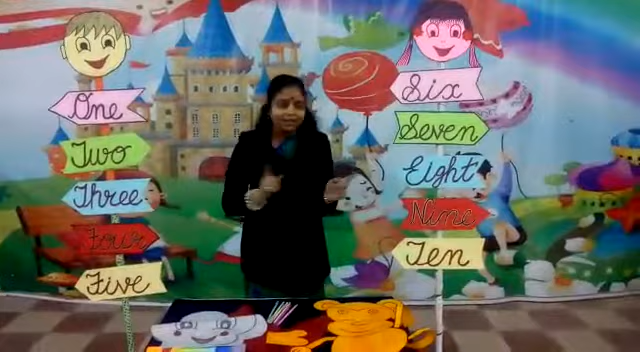 One
Two
Three
Four
Five
Six
Seven
Eight
Nine
Ten